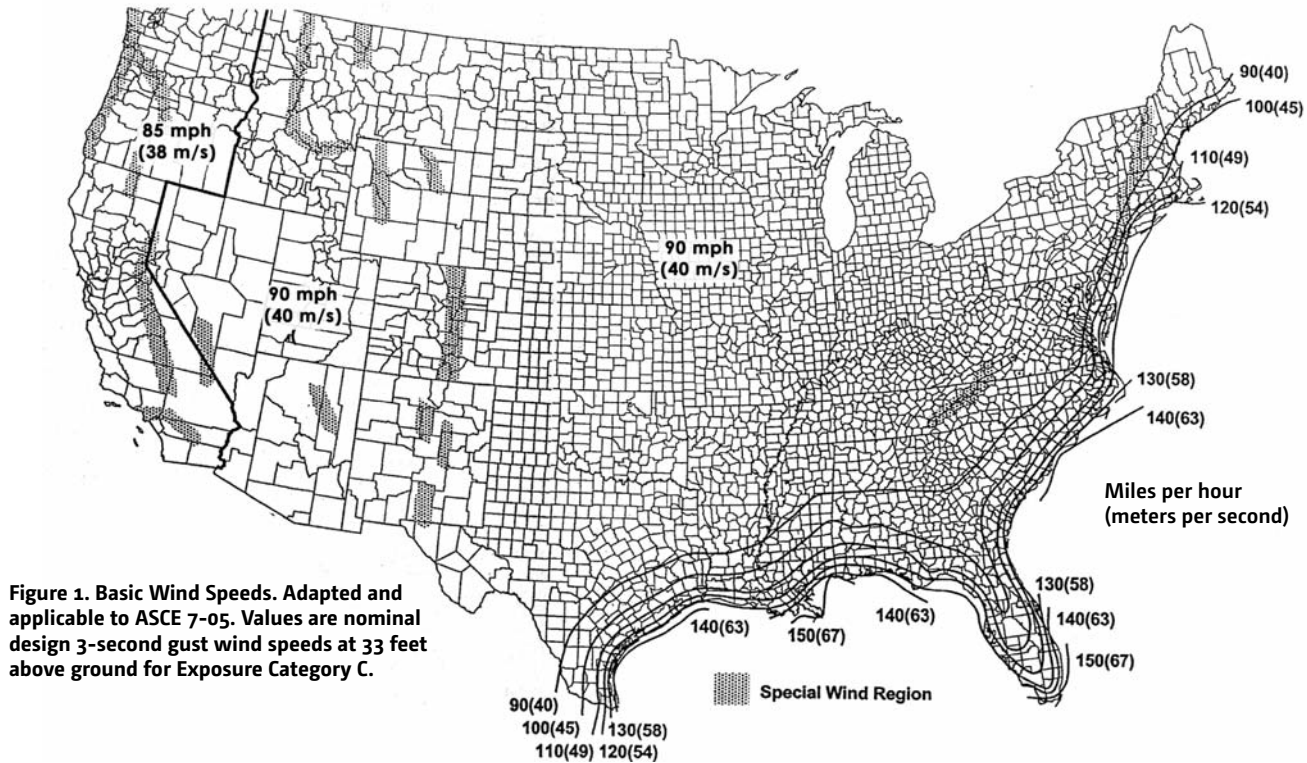 85 mph
(38 m/s)
90 mph
(40 m/s)
90 mph
(40 m/s)
90(40)
100(45)
110(49)
120(54)
130(58)
140(63)
Miles per hour
(meters per second)
130(58)
140(63)
150(67)
140(63)
150(67)
140(63)
90(40)
100(45)
110(49)
120(54)
130(58)
Special Wind Region
Figure 1. Basic Wind Speeds. Adapted and
applicable to ASCE 7-05. Values are nominal
design 3-second gust wind speeds at 33 feet
above ground for Exposure Category C.